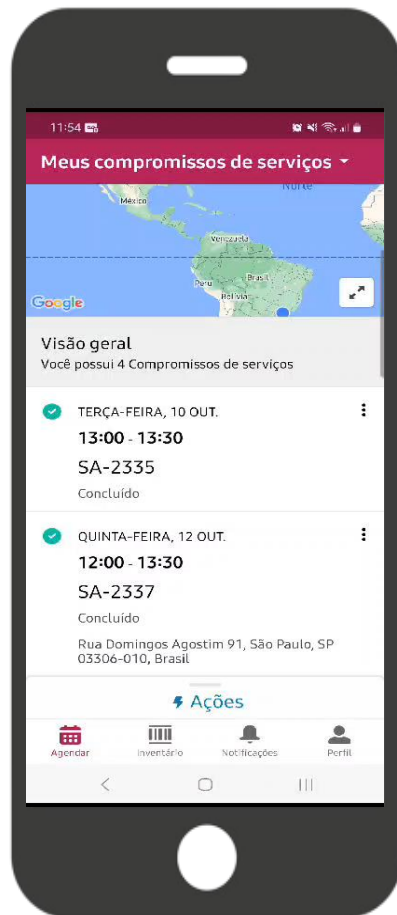 11:54
Meus compromissos de serviços
México
Norte
Venezuela
Peru
Brasil
Bolívia
Google
Visão geral
Você possui 4 Compromissos de serviços
TERÇA-FEIRA, 10 OUT.
13:00 - 13:30
SA-2335
Concluído
QUINTA-FEIRA, 12 OUT.
12:00 - 13:30
SA-2337
Concluído
Rua Domingos Agostim 91, São Paulo, SP
03306-010, Brasil
Ações
Agendar Inventário Notificações Perfil